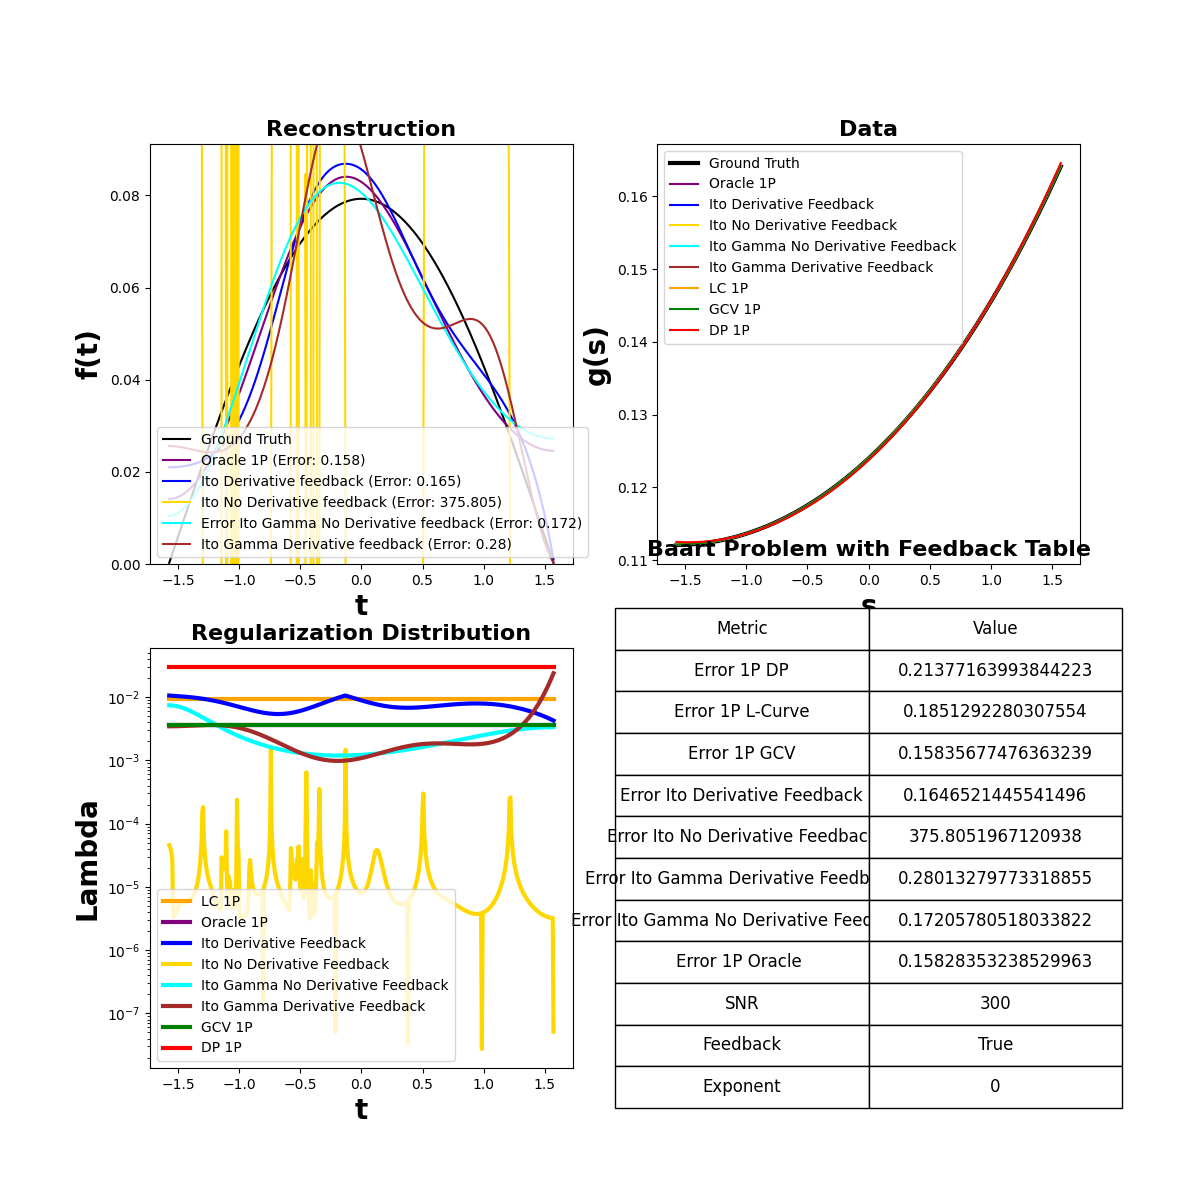 Reconstruction
f(t)
0.08
0.06
0.04
0.02
0.00
Ground Truth
Oracle 1P (Error: 0.158)
Ito Derivative feedback (Error: 0.165)
Ito No Derivative feedback (Error: 375.805)
Error Ito Gamma No Derivative feedback (Error: 0.172)
Ito Gamma Derivative feedback (Error: 0.28)
−1.5 −1.0 −0.5 0.0 0.5 1.0 1.5
t
Data
g(s)
0.16
0.15
0.14
0.13
0.12
0.11
Ground Truth
Oracle 1P
Ito Derivative Feedback
Ito No Derivative Feedback
Ito Gamma No Derivative Feedback
Ito Gamma Derivative Feedback
LC 1P
GCV 1P
DP 1P
−1.5 −1.0 −0.5 0.0 0.5 1.0 1.5
s
Regularization Distribution
Lambda
10⁻²
10⁻³
10⁻⁴
10⁻⁵
10⁻⁶
10⁻⁷
LC 1P
Oracle 1P
Ito Derivative Feedback
Ito No Derivative Feedback
Ito Gamma No Derivative Feedback
Ito Gamma Derivative Feedback
GCV 1P
DP 1P
−1.5 −1.0 −0.5 0.0 0.5 1.0 1.5
t
Baart Problem with Feedback Table
Metric Value
Error 1P DP 0.21377163993844223
Error 1P L-Curve 0.1851292280307554
Error 1P GCV 0.15835677476363239
Error Ito Derivative Feedback 0.1646521445541496
Error Ito No Derivative Feedbac 375.8051967120938
Error Ito Gamma Derivative Feedb 0.28013279773318855
Error Ito Gamma No Derivative Feec 0.17205780518033822
Error 1P Oracle 0.15828353238529963
SNR 300
Feedback True
Exponent 0